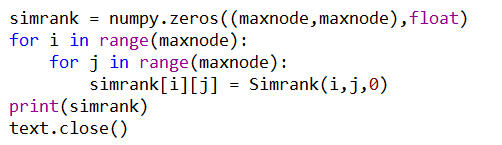 simrank = numpy.zeros((maxnode,maxnode),float)
for i in range(maxnode):
    for j in range(maxnode):
        simrank[i][j] = Simrank(i,j,0)
print(simrank)
text.close()